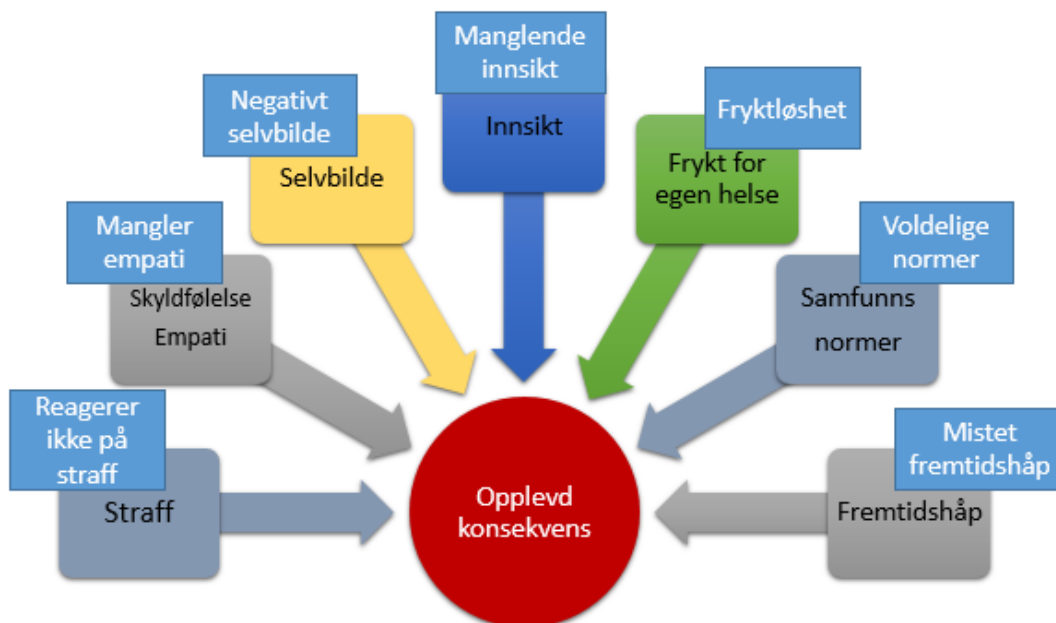 Manglende
innsikt
Innsikt
Negativt
selvbilde
Selvbilde
Fryktløshet
Frykt for
egen helse
Mangler
empati
Skyldfølelse
Empati
Voldelige
normer
Samfunns
normer
Reagerer
ikke på
straff
Straff
Mistet
fremtidshåp
Fremtidshåp
Opplevd
konsekvens